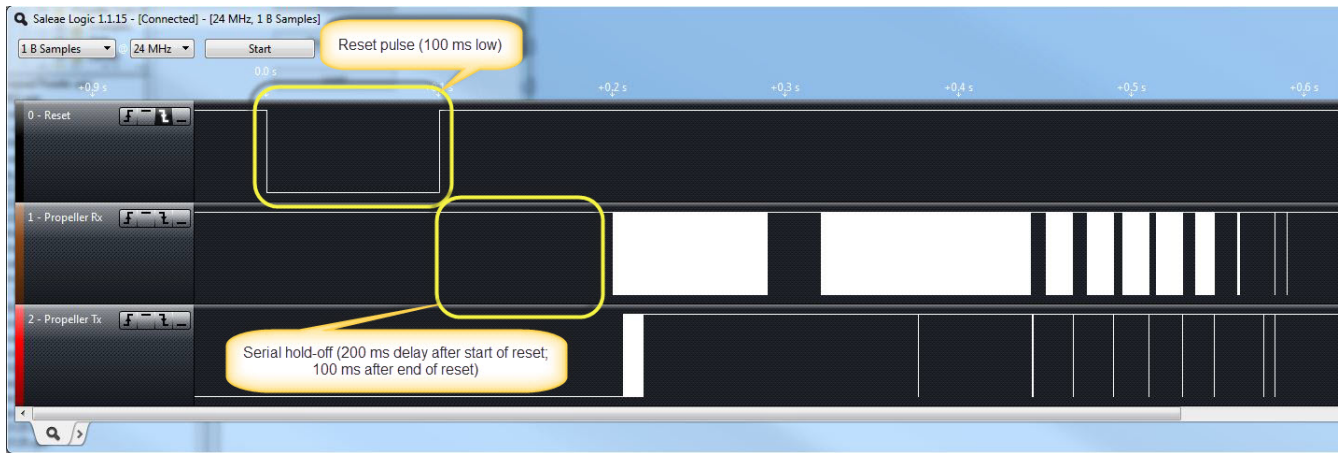 Saleae Logic 1.1.15 - [Connected] - [24 MHz, 1 B Samples]
1 B Samples @ 24 MHz Start
Reset pulse (100 ms low)
0.0 s
+0,9 s +0,2 s +0,3 s +0,4 s +0,5 s +0,6 s
0 - Reset
1 - Propeller Rx
2 - Propeller Tx
Serial hold-off (200 ms delay after start of reset;
100 ms after end of reset)